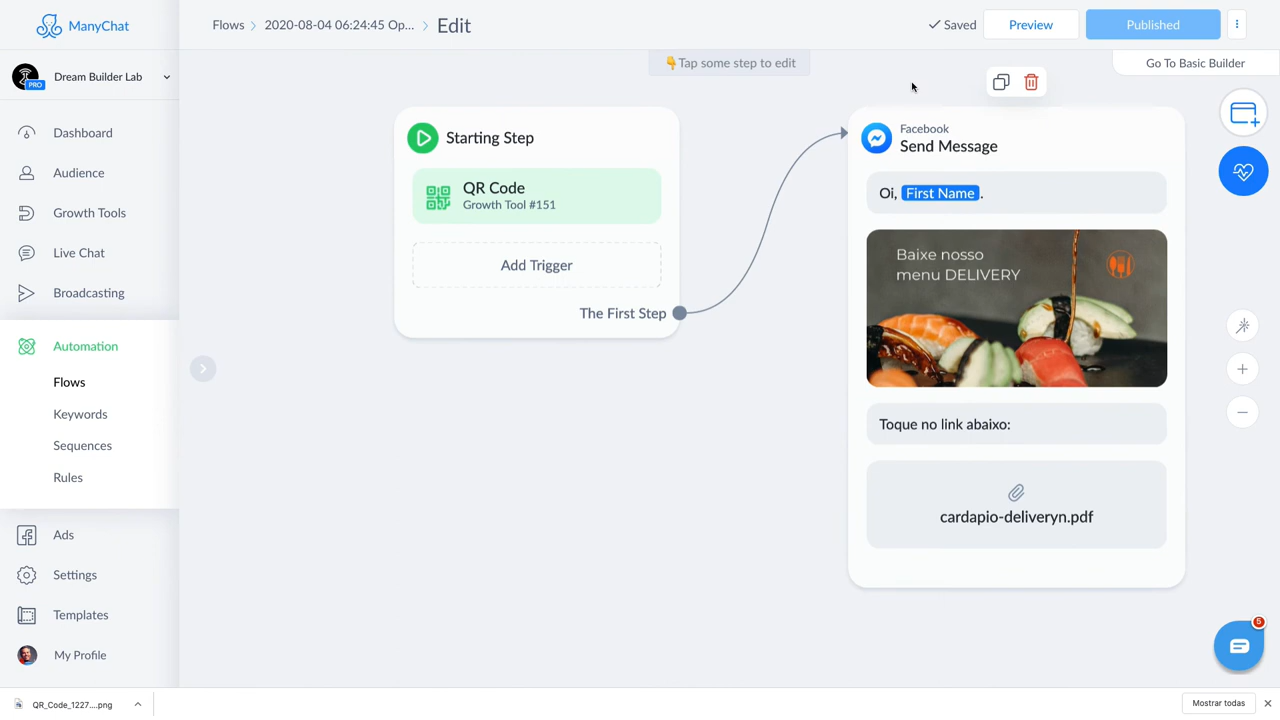 ManyChat
Flows
2020-08-04 06:24:45 Op...
Edit
Saved
Preview
Published
👇Tap some step to edit
Go To Basic Builder
PRO
Dream Builder Lab
Dashboard
Audience
Growth Tools
Live Chat
Broadcasting
Automation
Flows
Keywords
Sequences
Rules
Ads
Settings
Templates
My Profile
Starting Step
QR Code
Growth Tool #151
Add Trigger
The First Step
Facebook
Send Message
Oi, First Name.
Baixe nosso
menu DELIVERY
Toque no link abaixo:
cardapio-deliveryn.pdf
QR_Code_1227....png
Mostrar todas